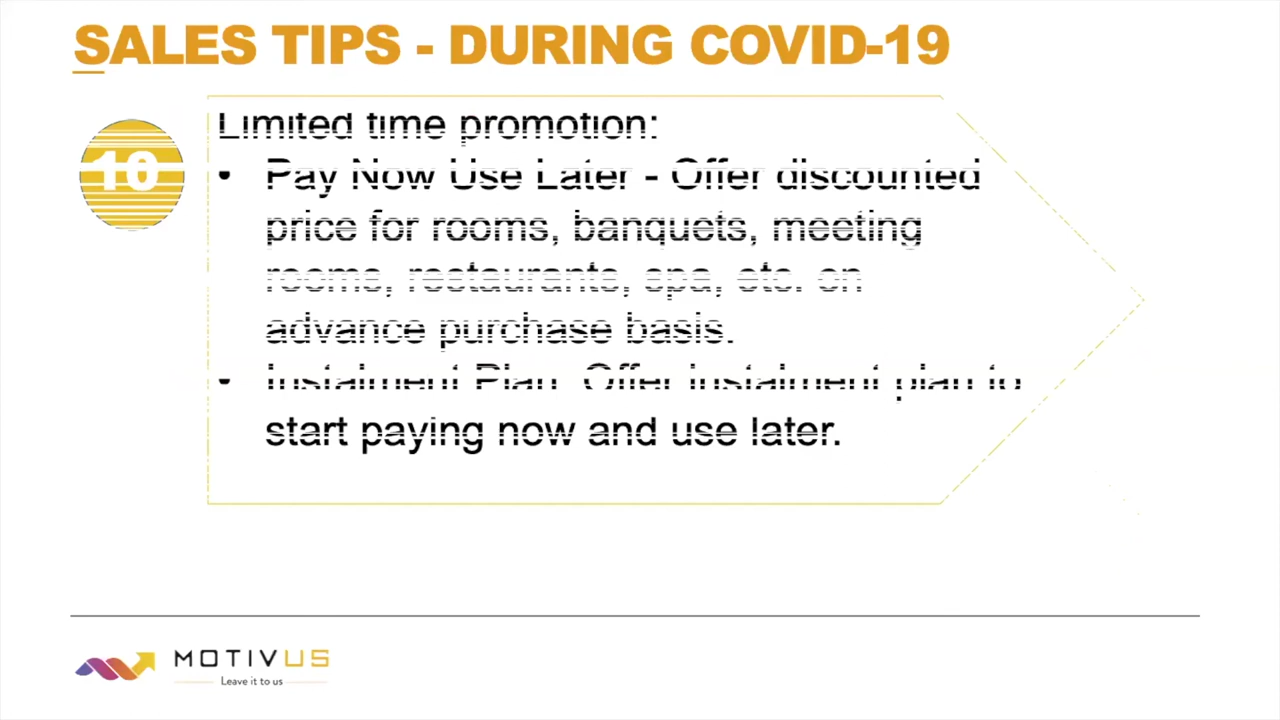 SALES TIPS - DURING COVID-19
10
Limited time promotion:
• Pay Now Use Later - Offer discounted
price for rooms, banquets, meeting
rooms, restaurants, spa, etc. on
advance purchase basis.
• Instalment Plan Offer instalment plan to
start paying now and use later.
MOTIVUS
Leave it to us